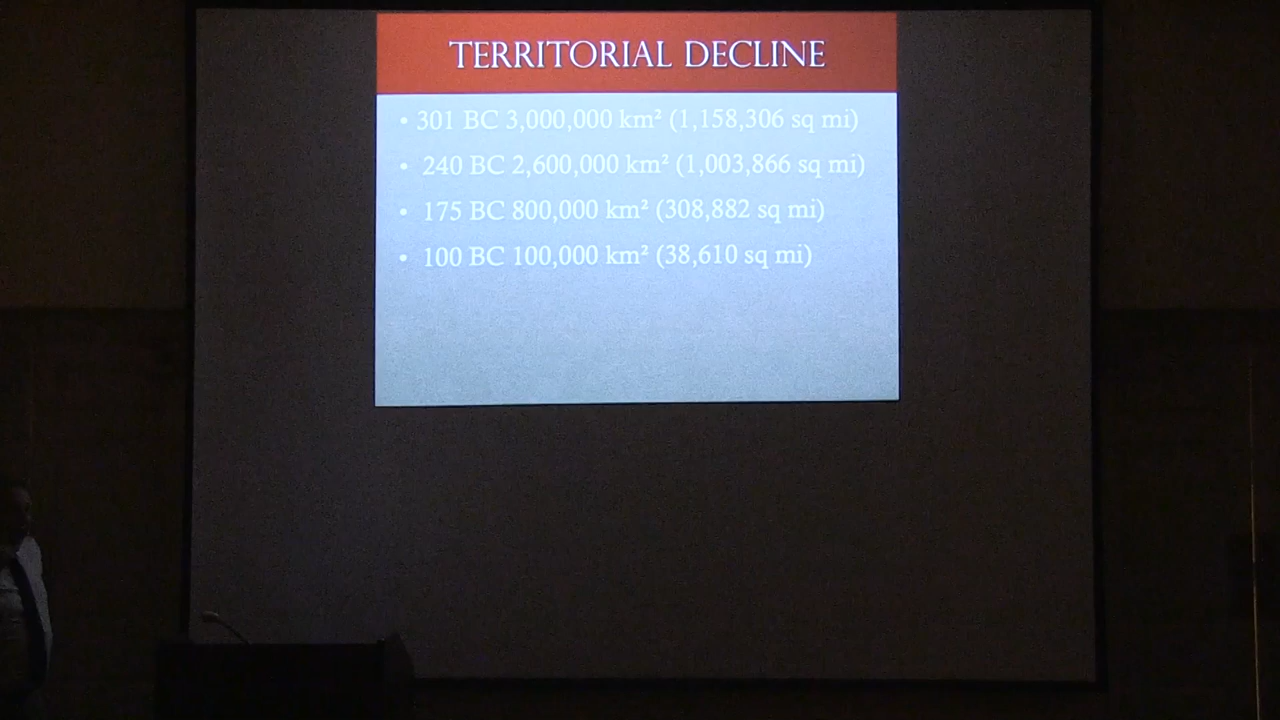 TERRITORIAL DECLINE
• 301 BC 3,000,000 km² (1,158,306 sq mi)
• 240 BC 2,600,000 km² (1,003,866 sq mi)
• 175 BC 800,000 km² (308,882 sq mi)
• 100 BC 100,000 km² (38,610 sq mi)